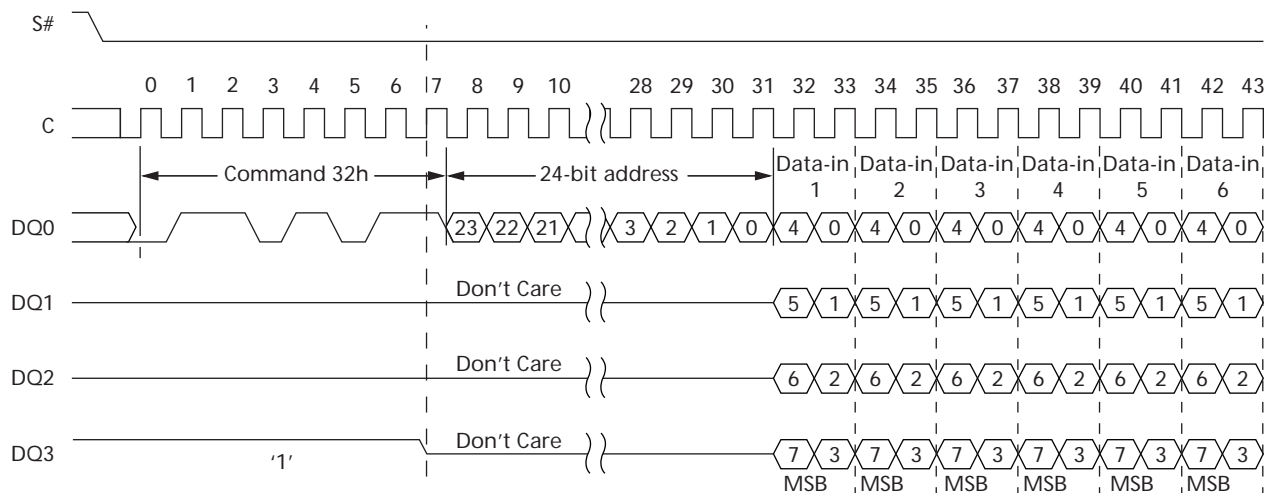 S#
0 1 2 3 4 5 6 7 8 9 10 28 29 30 31 32 33 34 35 36 37 38 39 40 41 42 43
C
Command 32h 24-bit address Data-in 1 Data-in 2 Data-in 3 Data-in 4 Data-in 5 Data-in 6
DQ0 23 22 21 3 2 1 0 4 0 4 0 4 0 4 0 4 0 4 0
DQ1 Don't Care 5 1 5 1 5 1 5 1 5 1 5 1
DQ2 Don't Care 6 2 6 2 6 2 6 2 6 2 6 2
DQ3 '1' Don't Care 7 3 7 3 7 3 7 3 7 3 7 3
MSB MSB MSB MSB MSB MSB